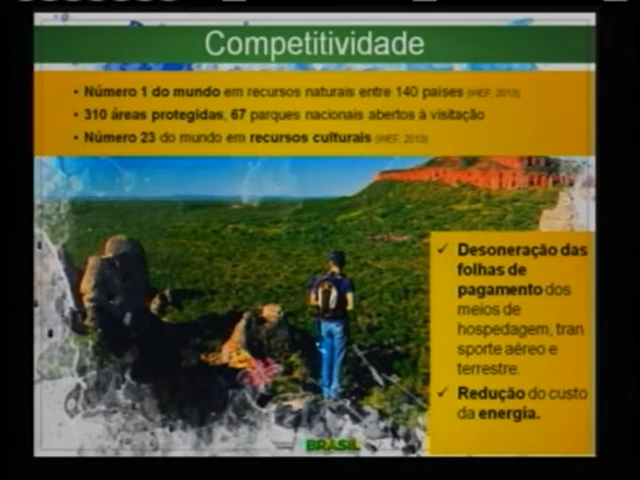 Competitividade
• Número 1 do mundo em recursos naturais entre 140 países (WEF, 2013)
• 310 áreas protegidas, 67 parques nacionais abertos à visitação
• Número 23 do mundo em recursos culturais (WEF, 2013)
✓ Desoneração das
folhas de
pagamento dos
meios de
hospedagem, tran
sporte aéreo e
terrestre.
✓ Redução do custo
da energia.
BRASIL